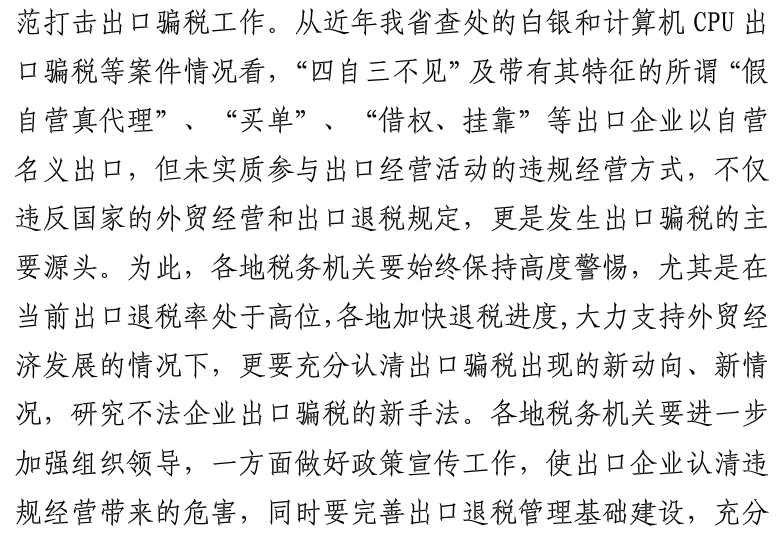 范打击出口骗税工作。从近年我省查处的白银和计算机 CPU 出
口骗税等案件情况看，“四自三不见”及带有其特征的所谓“假
自营真代理”、“买单”、“借权、挂靠”等出口企业以自营
名义出口，但未实质参与出口经营活动的违规经营方式，不仅
违反国家的外贸经营和出口退税规定，更是发生出口骗税的主
要源头。为此，各地税务机关要始终保持高度警惕，尤其是在
当前出口退税率处于高位，各地加快退税进度，大力支持外贸经
济发展的情况下，更要充分认清出口骗税出现的新动向、新情
况，研究不法企业出口骗税的新手法。各地税务机关要进一步
加强组织领导，一方面做好政策宣传工作，使出口企业认清违
规经营带来的危害，同时要完善出口退税管理基础建设，充分